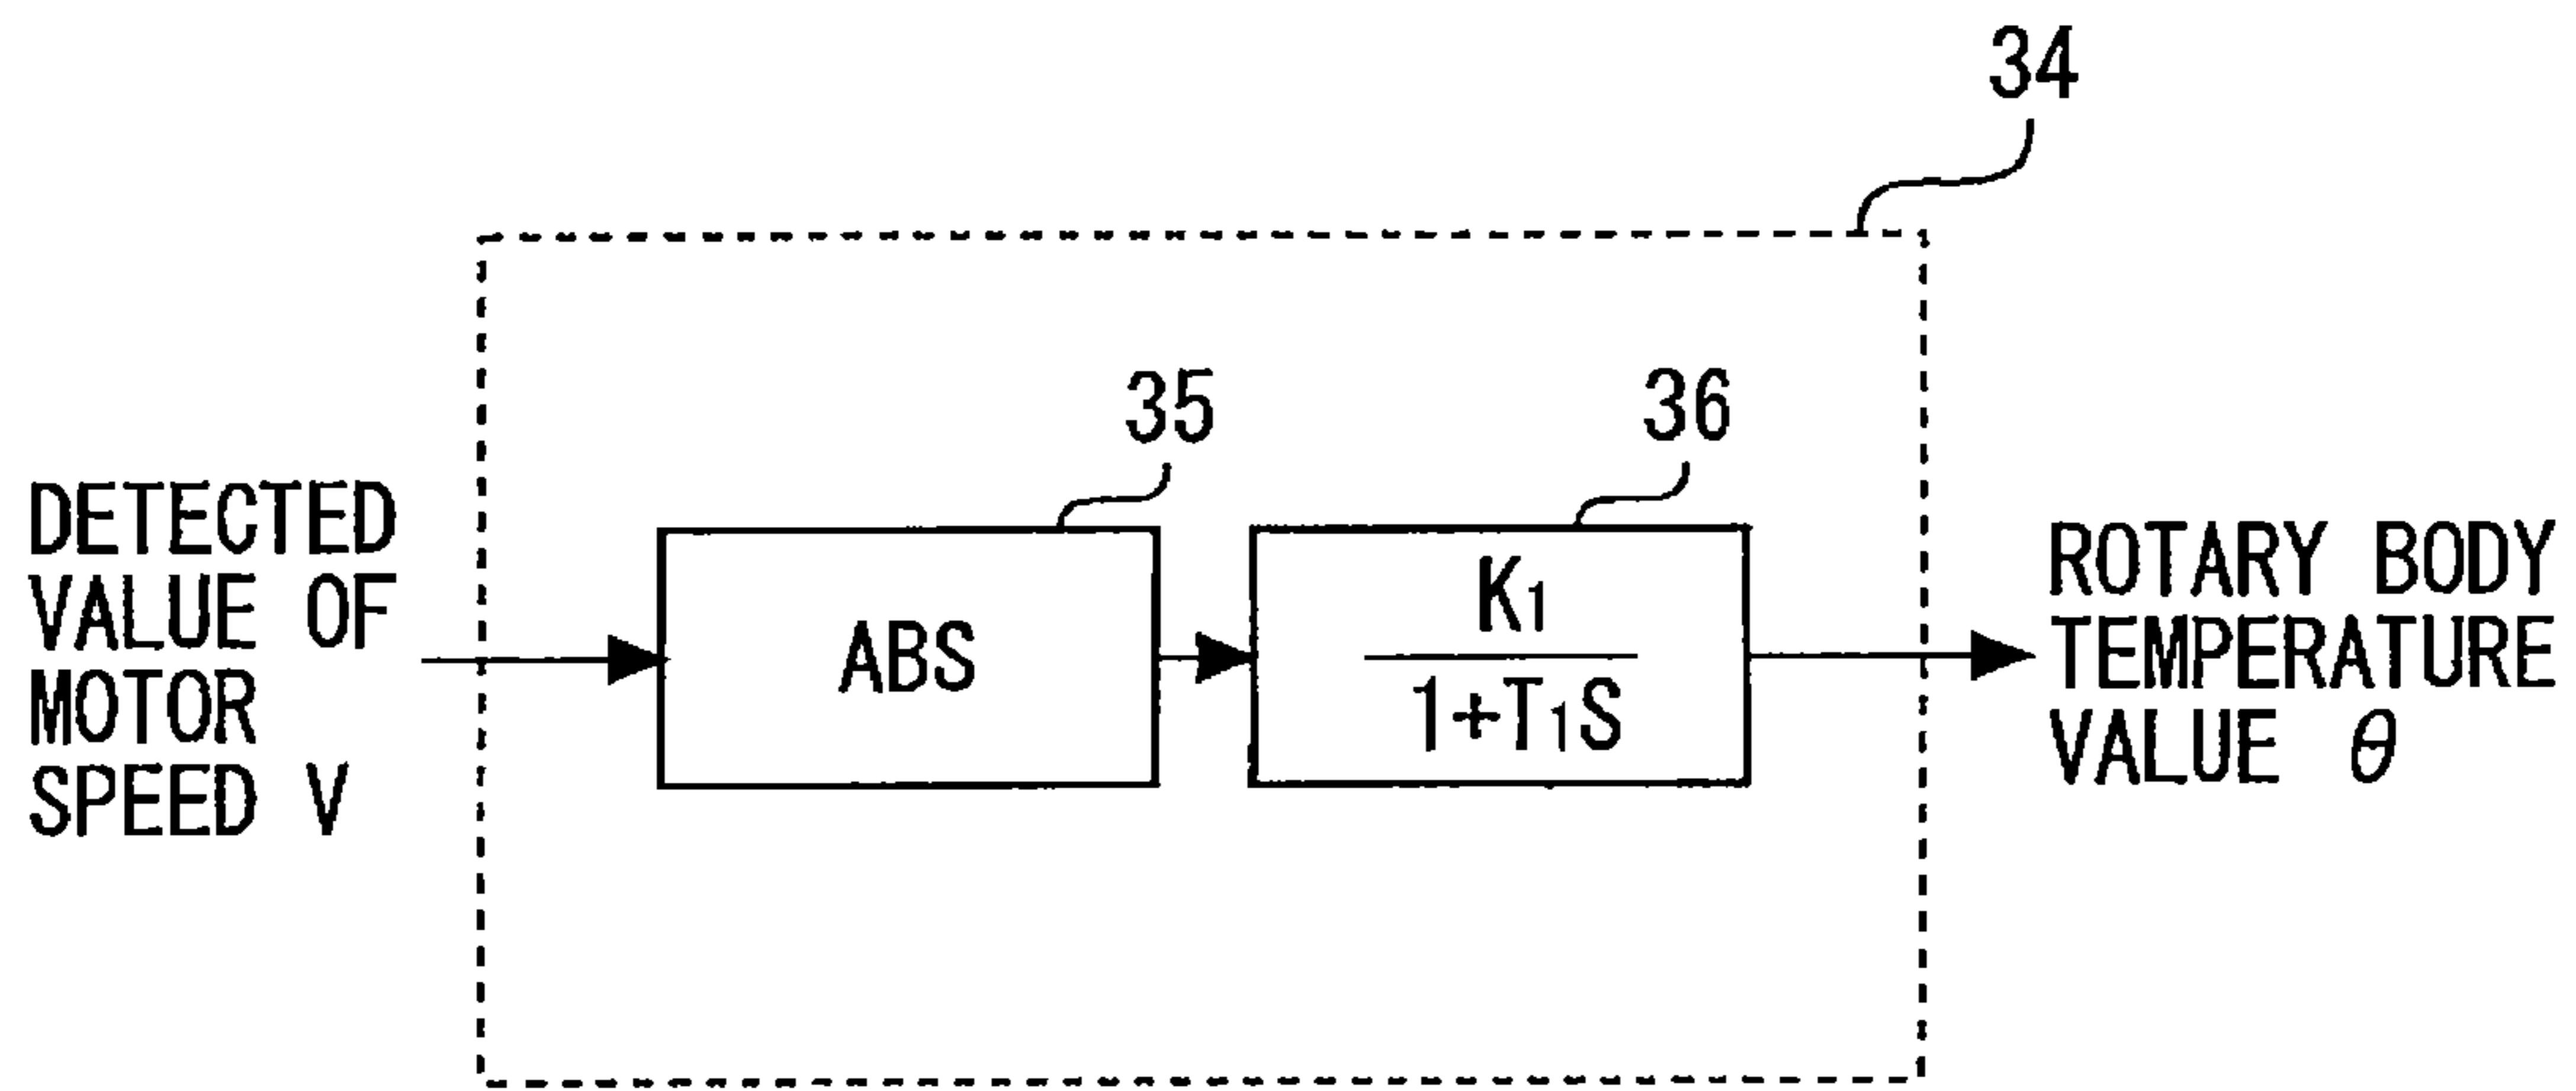 34
35
36
DETECTED
VALUE OF
MOTOR
SPEED V
ABS
K₁
1+T₁S
ROTARY BODY
TEMPERATURE
VALUE θ